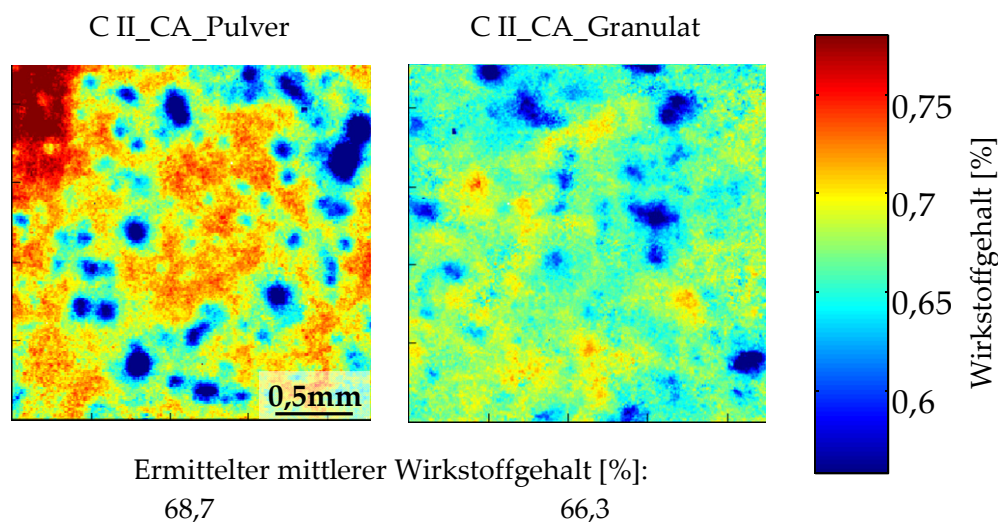 C II_CA_Pulver
C II_CA_Granulat
0,75
0,7
0,65
0,6
Wirkstoffgehalt [%]
0,5mm
Ermittelter mittlerer Wirkstoffgehalt [%]:
68,7
66,3